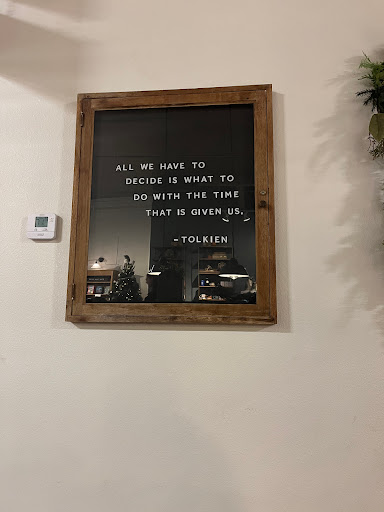 ALL WE HAVE TO
DECIDE IS WHAT TO
DO WITH THE TIME
THAT IS GIVEN US.
-TOLKIEN